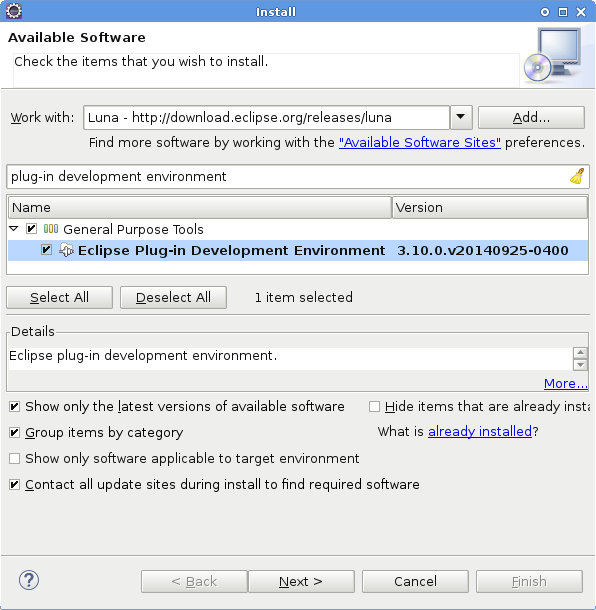 Install
Available Software
Check the items that you wish to install.
Work with: Luna - http://download.eclipse.org/releases/luna Add...
Find more software by working with the "Available Software Sites" preferences.
plug-in development environment
Name Version
General Purpose Tools
Eclipse Plug-in Development Environment 3.10.0.v20140925-0400
Select All Deselect All 1 item selected
Details
Eclipse plug-in development environment.
More...
Show only the latest versions of available software Hide items that are already insta
Group items by category What is already installed?
Show only software applicable to target environment
Contact all update sites during install to find required software
? < Back Next > Cancel Finish